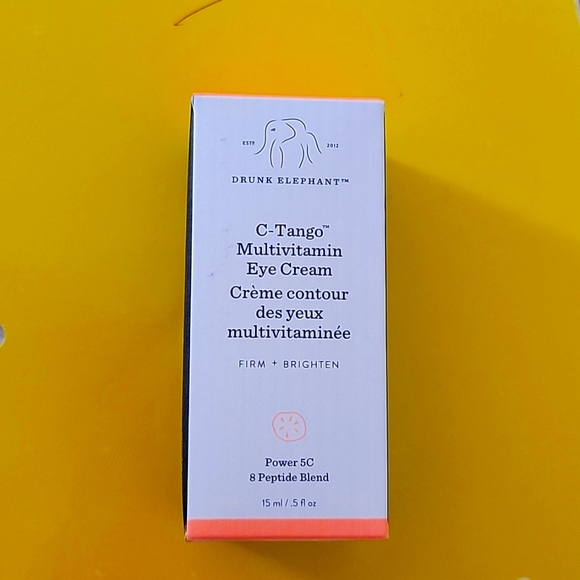 ESTD 2012
DRUNK ELEPHANT™
C-Tango™
Multivitamin
Eye Cream
Crème contour
des yeux
multivitaminée
FIRM + BRIGHTEN
Power 5C
8 Peptide Blend
15 ml / .5 fl oz